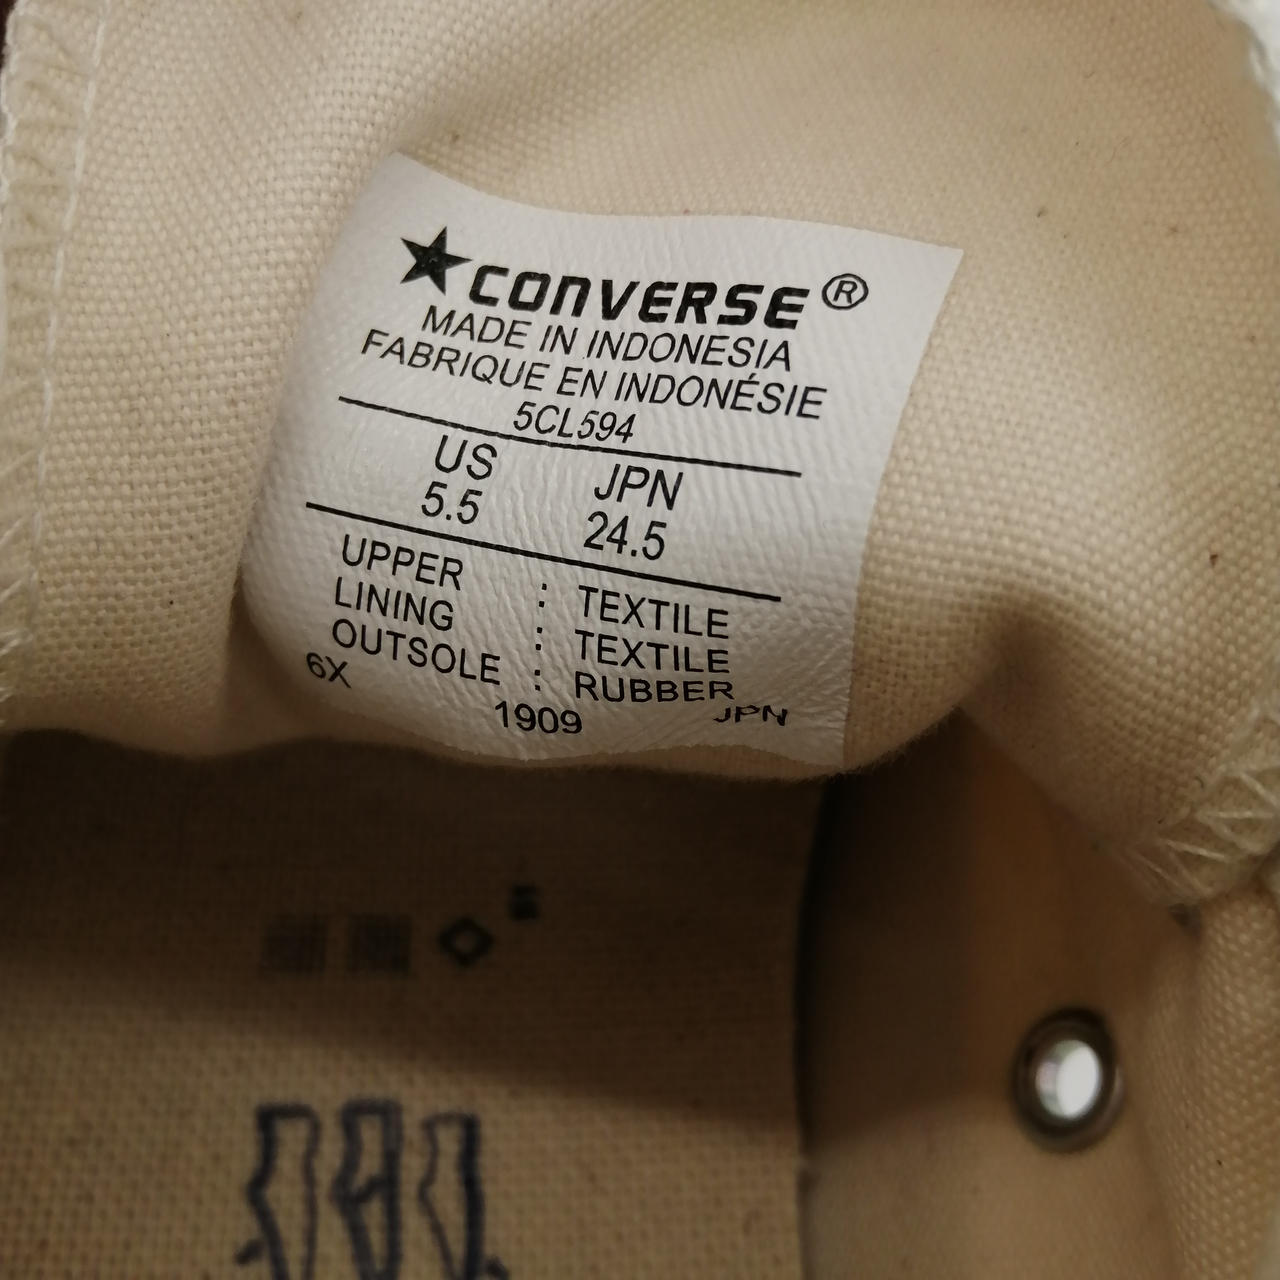 CONVERSE®
MADE IN INDONESIA
FABRIQUE EN INDONÉSIE
5CL594
US JPN
5.5 24.5
UPPER : TEXTILE
LINING : TEXTILE
OUTSOLE : RUBBER
6X 1909 JPN